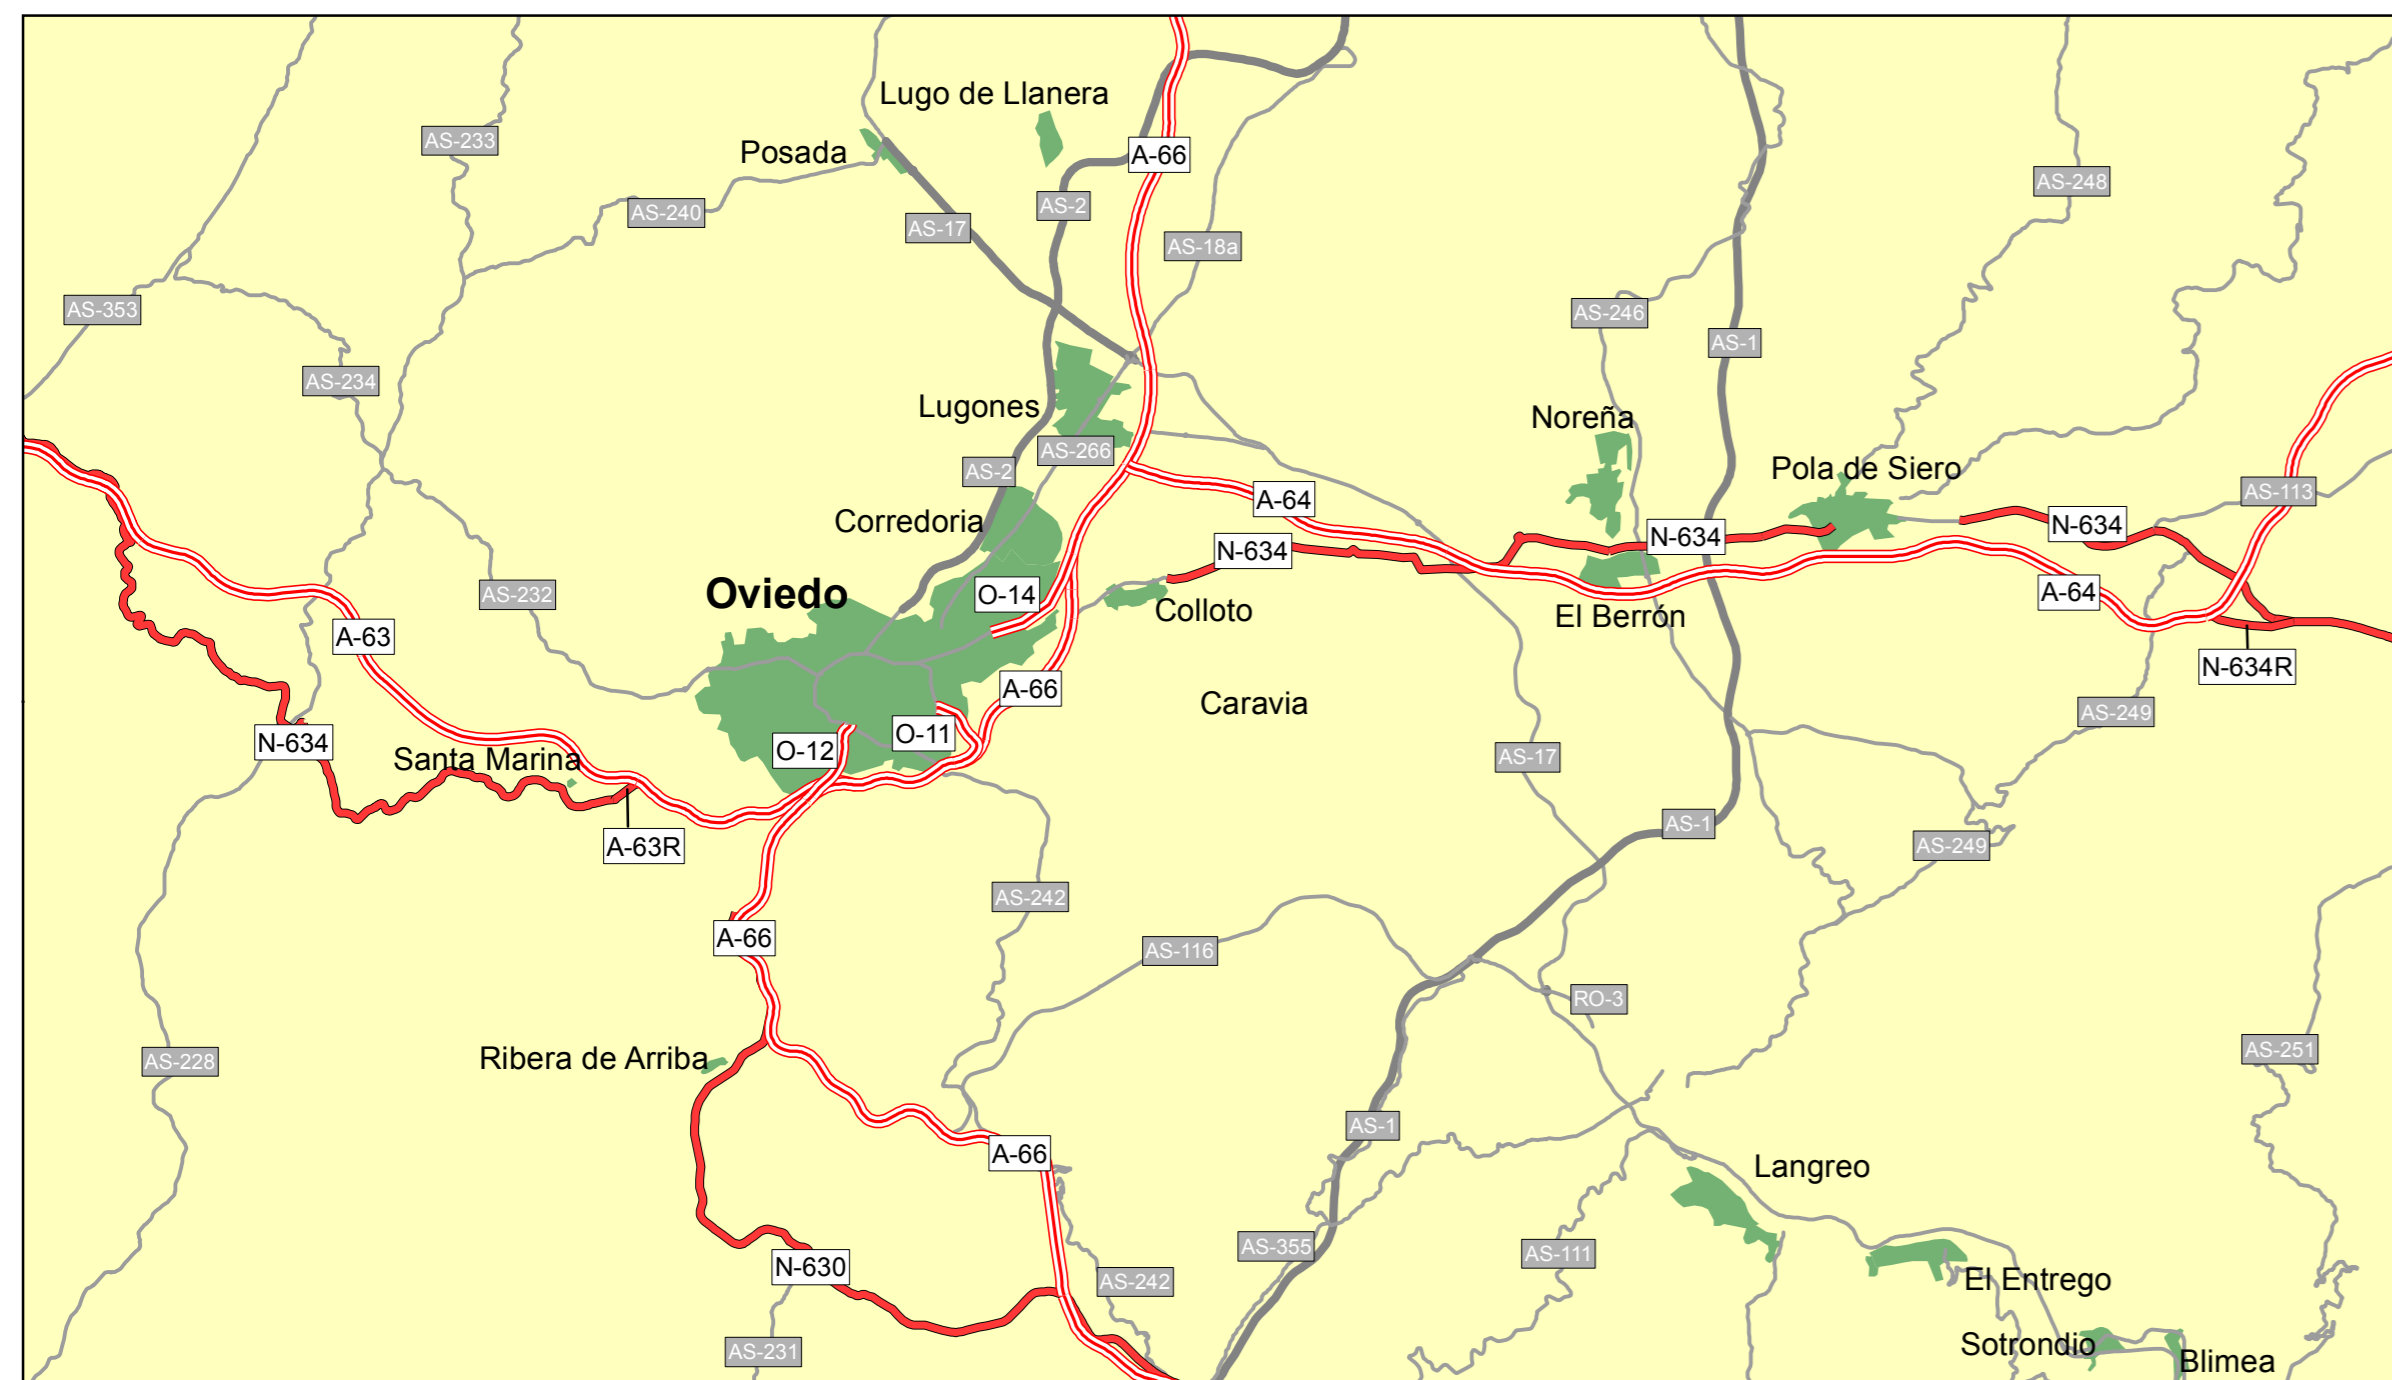 Lugo de Llanera
AS-233
Posada
A-66
AS-248
AS-240
AS-2
AS-17
AS-18a
AS-353
AS-246
AS-1
AS-234
Lugones
Noreña
AS-266
AS-2
Pola de Siero
AS-113
A-64
Corredoria
N-634
N-634
N-634
Oviedo
AS-232
O-14
Colloto
El Berrón
A-64
A-63
N-634R
A-66
Caravia
AS-249
N-634
Santa Marina
O-12
O-11
AS-17
AS-1
A-63R
AS-249
AS-242
A-66
AS-116
RO-3
Ribera de Arriba
AS-228
AS-251
AS-1
A-66
Langreo
AS-355
AS-111
N-630
AS-242
El Entrego
AS-231
Sotrondio
Blimea